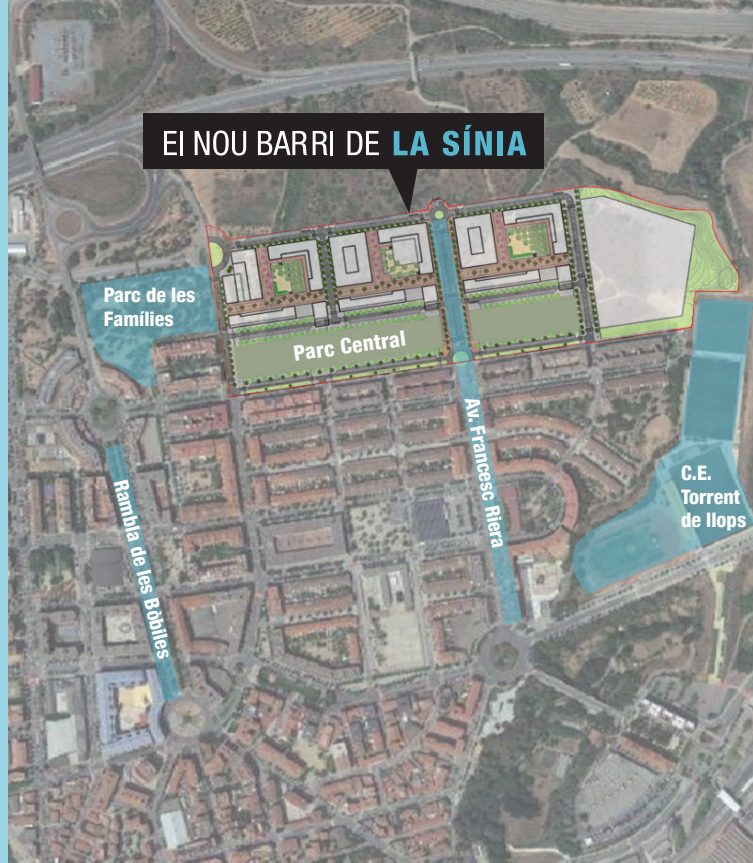 El NOU BARRI DE LA SÍNIA
Parc de les
Famílies
Parc Central
Av. Francesc Riera
Rambla de les Bòbiles
C.E.
Torrent
de llops